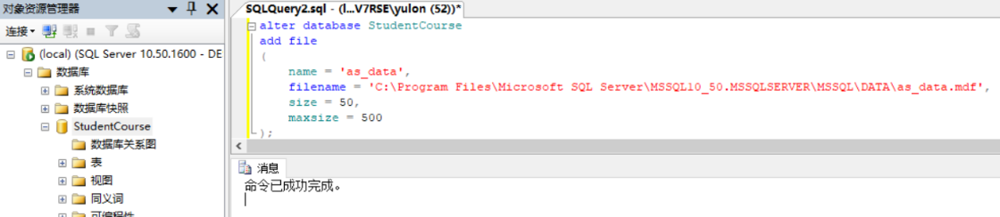 对象资源管理器
连接
(local) (SQL Server 10.50.1600 - DE
数据库
系统数据库
数据库快照
StudentCourse
数据库关系图
表
视图
同义词
可编程性
SQLQuery2.sql - (l...V7RSE\yulon (52))*
alter database StudentCourse
add file
(
name = 'as_data',
filename = 'C:\Program Files\Microsoft SQL Server\MSSQL10_50.MSSQLSERVER\MSSQL\DATA\as_data.mdf',
size = 50,
maxsize = 500
);
消息
命令已成功完成。